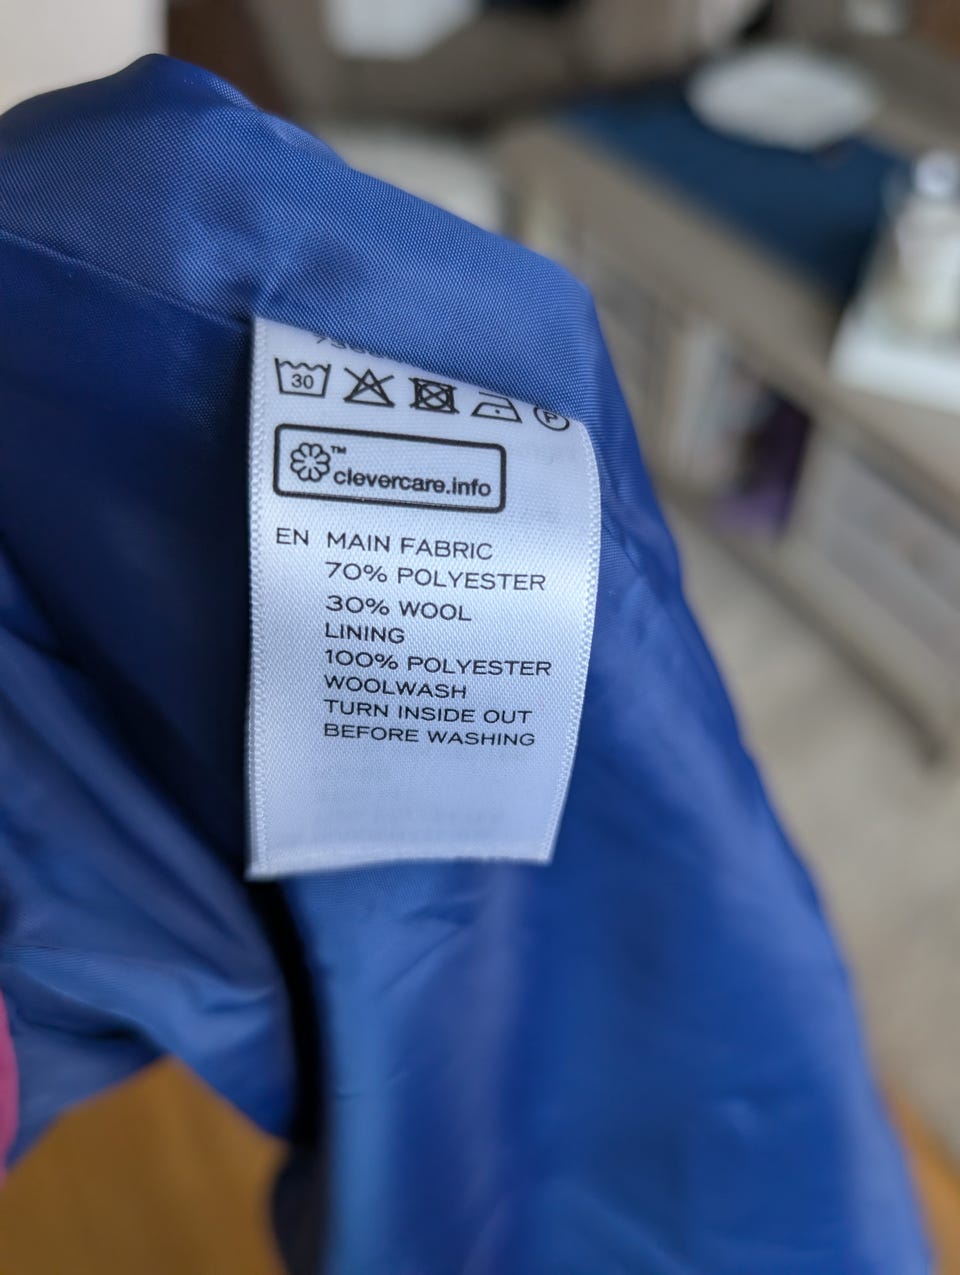 30
P
™
clevercare.info
EN MAIN FABRIC
70% POLYESTER
30% WOOL
LINING
100% POLYESTER
WOOLWASH
TURN INSIDE OUT
BEFORE WASHING